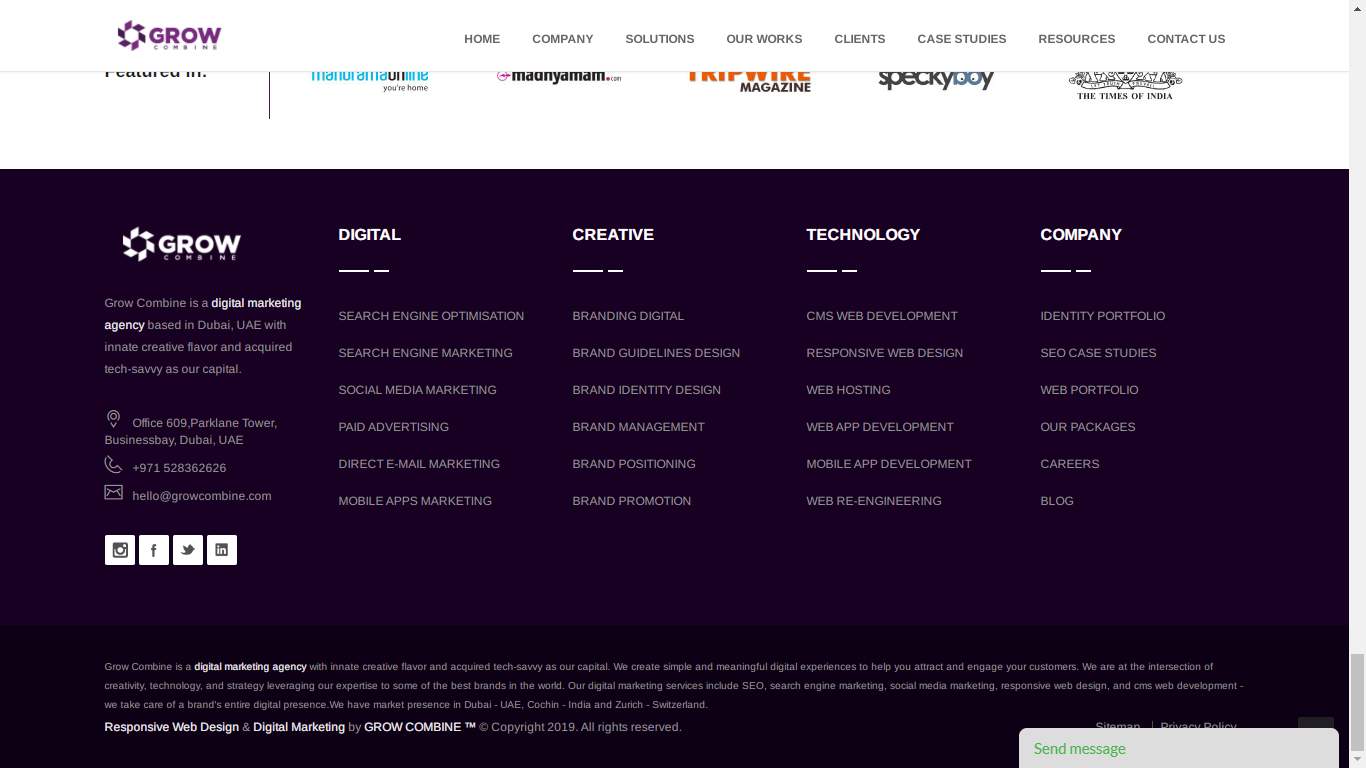 GROW
COMBINE
HOME COMPANY SOLUTIONS OUR WORKS CLIENTS CASE STUDIES RESOURCES CONTACT US
Featured in:
manoramaonline
you're home
madhyamam.com
TRIPWIRE
MAGAZINE
speckyboy
THE TIMES OF INDIA
GROW
COMBINE
Grow Combine is a digital marketing
agency based in Dubai, UAE with
innate creative flavor and acquired
tech-savvy as our capital.
Office 609,Parklane Tower,
Businessbay, Dubai, UAE
+971 528362626
hello@growcombine.com
DIGITAL
SEARCH ENGINE OPTIMISATION
SEARCH ENGINE MARKETING
SOCIAL MEDIA MARKETING
PAID ADVERTISING
DIRECT E-MAIL MARKETING
MOBILE APPS MARKETING
CREATIVE
BRANDING DIGITAL
BRAND GUIDELINES DESIGN
BRAND IDENTITY DESIGN
BRAND MANAGEMENT
BRAND POSITIONING
BRAND PROMOTION
TECHNOLOGY
CMS WEB DEVELOPMENT
RESPONSIVE WEB DESIGN
WEB HOSTING
WEB APP DEVELOPMENT
MOBILE APP DEVELOPMENT
WEB RE-ENGINEERING
COMPANY
IDENTITY PORTFOLIO
SEO CASE STUDIES
WEB PORTFOLIO
OUR PACKAGES
CAREERS
BLOG
Grow Combine is a digital marketing agency with innate creative flavor and acquired tech-savvy as our capital. We create simple and meaningful digital experiences to help you attract and engage your customers. We are at the intersection of
creativity, technology, and strategy leveraging our expertise to some of the best brands in the world. Our digital marketing services include SEO, search engine marketing, social media marketing, responsive web design, and cms web development -
we take care of a brand's entire digital presence.We have market presence in Dubai - UAE, Cochin - India and Zurich - Switzerland.
Responsive Web Design & Digital Marketing by GROW COMBINE ™ © Copyright 2019. All rights reserved.
Sitemap | Privacy Policy
Send message